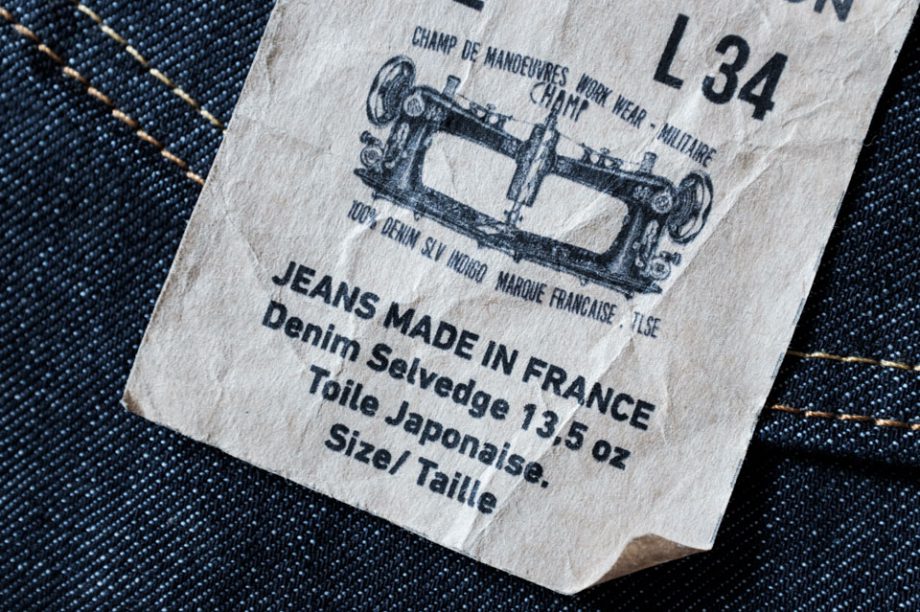 L 34
CHAMP DE MANOEUVRES WORK WEAR - MILITAIRE
CHAMP
100% DENIM SLV INDIGO MARQUE FRANCAISE . TLSE
JEANS MADE IN FRANCE
Denim Selvedge 13,5 oz
Toile Japonaise.
Size/ Taille